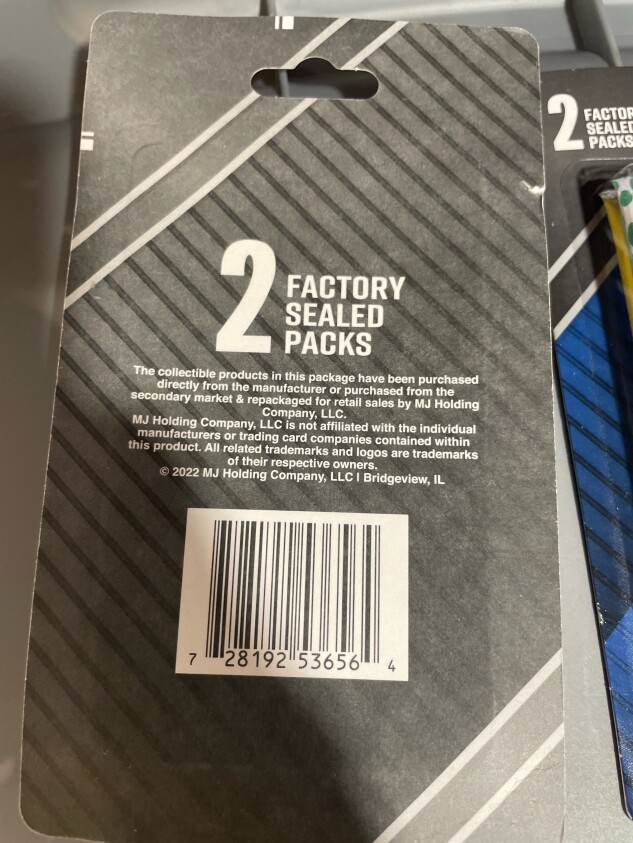 2 FACTORY
SEALED
PACKS
The collectible products in this package have been purchased
directly from the manufacturer or purchased from the
secondary market & repackaged for retail sales by MJ Holding
Company, LLC.
MJ Holding Company, LLC is not affiliated with the individual
manufacturers or trading card companies contained within
this product. All related trademarks and logos are trademarks
of their respective owners.
© 2022 MJ Holding Company, LLC | Bridgeview, IL
7 28192 53656 4
2 FACTOR
SEALED
PACKS